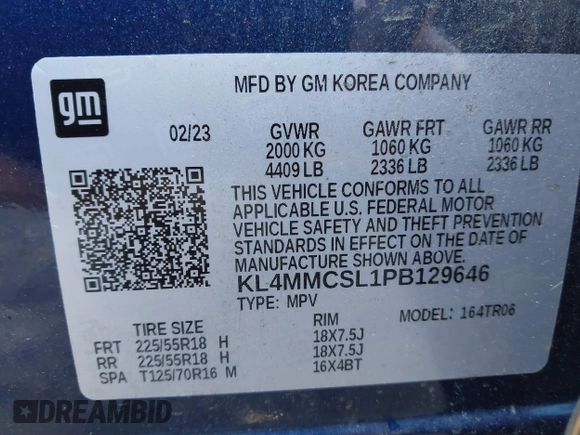 gm
MFD BY GM KOREA COMPANY
02/23 GVWR GAWR FRT GAWR RR
2000 KG 1060 KG 1060 KG
4409 LB 2336 LB 2336 LB
THIS VEHICLE CONFORMS TO ALL
APPLICABLE U.S. FEDERAL MOTOR
VEHICLE SAFETY AND THEFT PREVENTION
STANDARDS IN EFFECT ON THE DATE OF
MANUFACTURE SHOWN ABOVE.
KL4MMCSL1PB129646
TYPE: MPV
MODEL: 164TR06
TIRE SIZE RIM
FRT 225/55R18 H 18X7.5J
RR 225/55R18 H 18X7.5J
SPA T125/70R16 M 16X4BT
DREAMBID